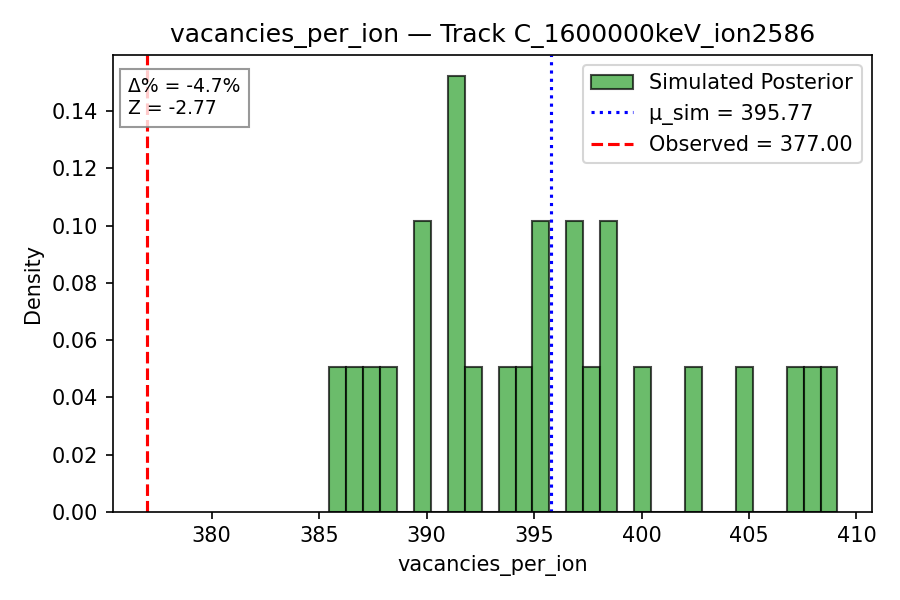 vacancies_per_ion — Track C_1600000keV_ion2586
Δ% = -4.7%
Z = -2.77
Simulated Posterior
μ_sim = 395.77
Observed = 377.00
Density
0.14
0.12
0.10
0.08
0.06
0.04
0.02
0.00
380
385
390
395
400
405
410
vacancies_per_ion